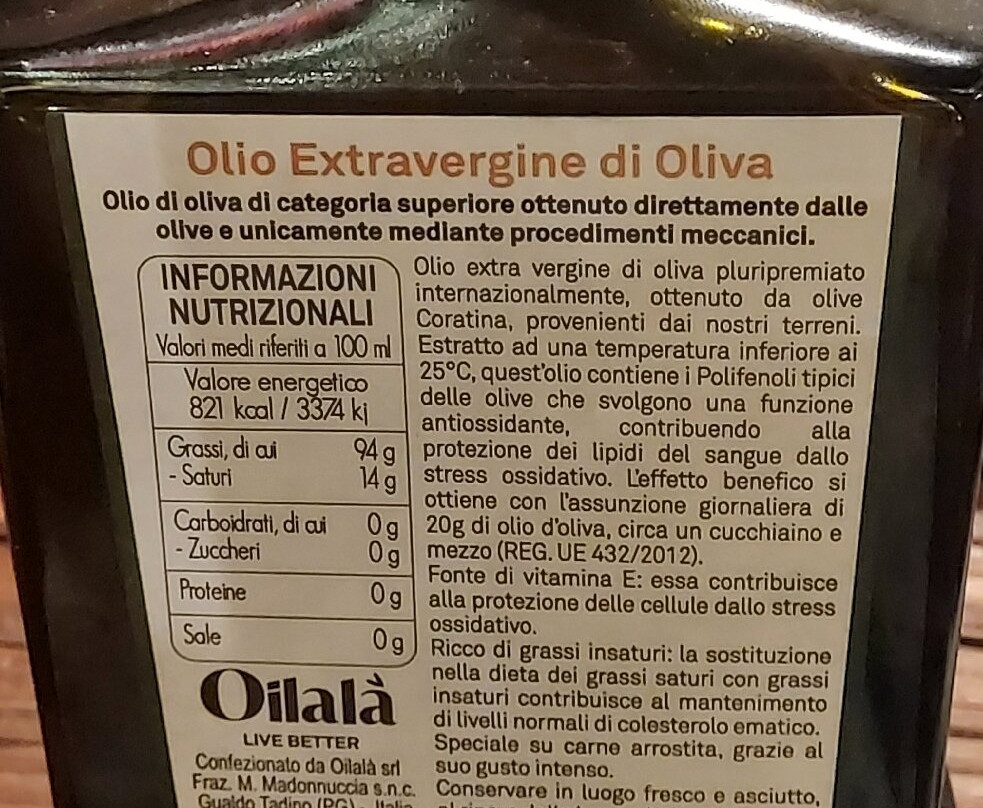 Olio Extravergine di Oliva
Olio di oliva di categoria superiore ottenuto direttamente dalle
olive e unicamente mediante procedimenti meccanici.
INFORMAZIONI
NUTRIZIONALI
Valori medi riferiti a 100 ml
Valore energetico
821 kcal / 3374 kj
Grassi, di cui 94 g
- Saturi 14 g
Carboidrati, di cui 0 g
- Zuccheri 0 g
Proteine 0 g
Sale 0 g
Oilalà
LIVE BETTER
Confezionato da Oilalà srl
Fraz. M. Madonnuccia s.n.c.
Gualdo Tadino (PG)
Olio extra vergine di oliva pluripremiato
internazionalmente, ottenuto da olive
Coratina, provenienti dai nostri terreni.
Estratto ad una temperatura inferiore ai
25°C, quest'olio contiene i Polifenoli tipici
delle olive che svolgono una funzione
antiossidante, contribuendo alla
protezione dei lipidi del sangue dallo
stress ossidativo. L'effetto benefico si
ottiene con l'assunzione giornaliera di
20g di olio d'oliva, circa un cucchiaino e
mezzo (REG. UE 432/2012).
Fonte di vitamina E: essa contribuisce
alla protezione delle cellule dallo stress
ossidativo.
Ricco di grassi insaturi: la sostituzione
nella dieta dei grassi saturi con grassi
insaturi contribuisce al mantenimento
di livelli normali di colesterolo ematico.
Speciale su carne arrostita, grazie al
suo gusto intenso.
Conservare in luogo fresco e asciutto,